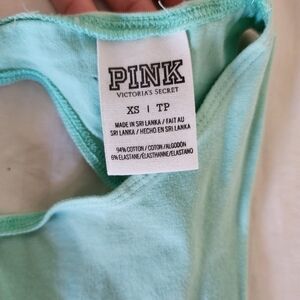 PINK
VICTORIA'S SECRET
XS | TP
MADE IN SRI LANKA / FAIT AU
SRI LANKA / HECHO EN SRI LANKA
94% COTTON / COTON / ALGODÓN
6% ELASTANE/ÉLASTHANNE/ELASTANO